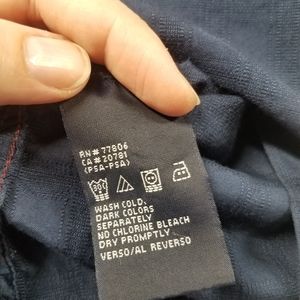 RN# 77806
CA# 20781
(PSA-PSA)
30
WASH COLD,
DARK COLORS
SEPARATELY
NO CHLORINE BLEACH
DRY PROMPTLY
VERSO/AL REVERSO